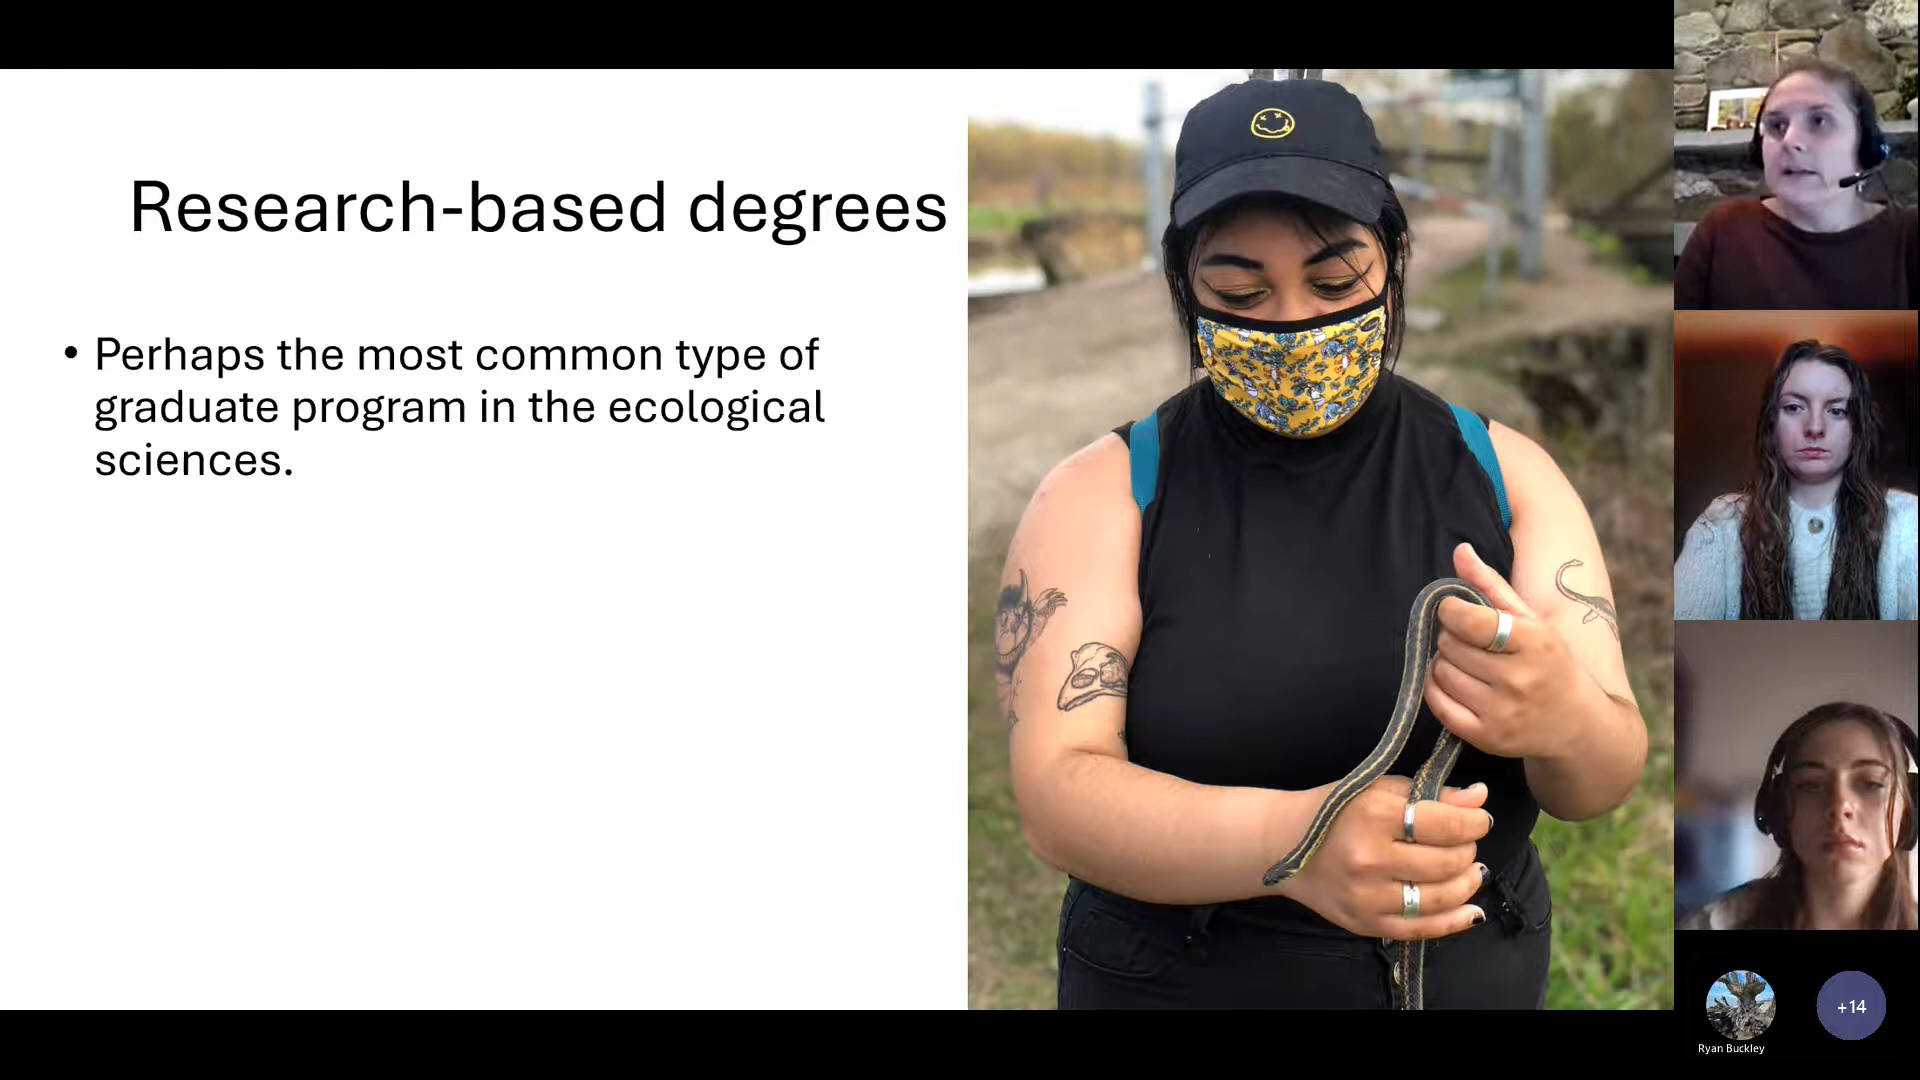 Research-based degrees
• Perhaps the most common type of
graduate program in the ecological
sciences.
Ryan Buckley
+14